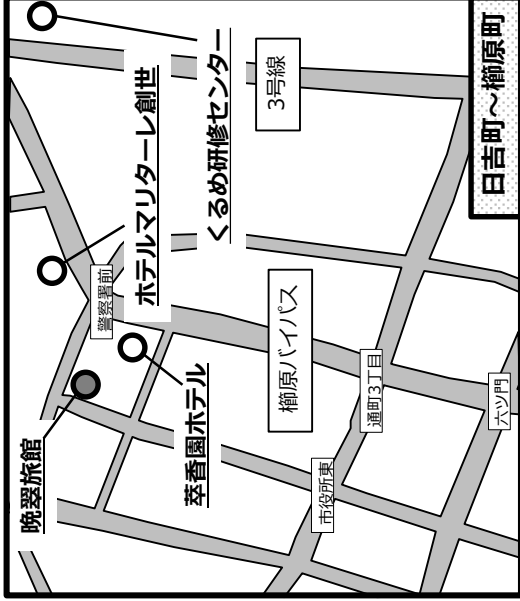 日吉町～櫛原町
3号線
くるめ研修センター
ホテルマリターレ創世
警察署前
櫛原バイパス
萃香園ホテル
晩翠旅館
通町3丁目
市役所東
六ツ門